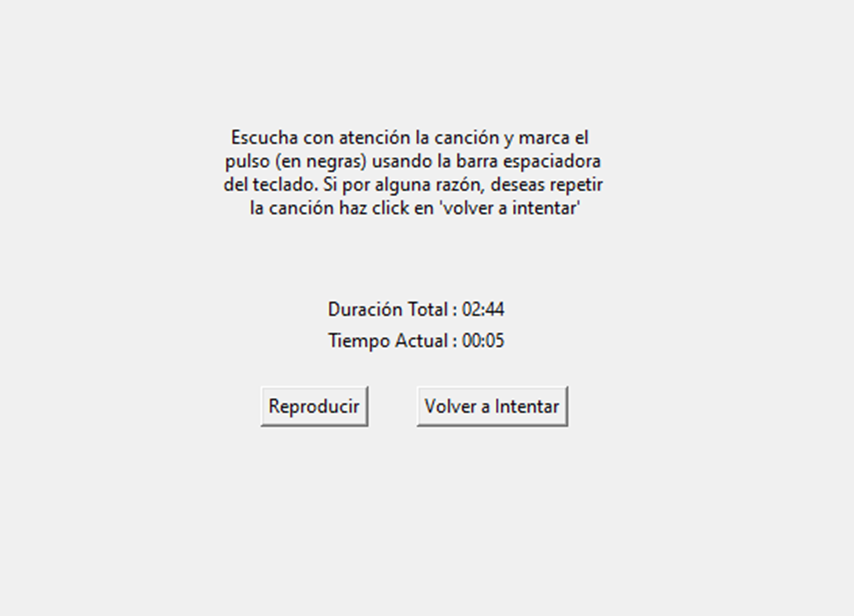 Escucha con atención la canción y marca el
pulso (en negras) usando la barra espaciadora
del teclado. Si por alguna razón, deseas repetir
la canción haz click en 'volver a intentar'
Duración Total : 02:44
Tiempo Actual : 00:05
Reproducir
Volver a Intentar